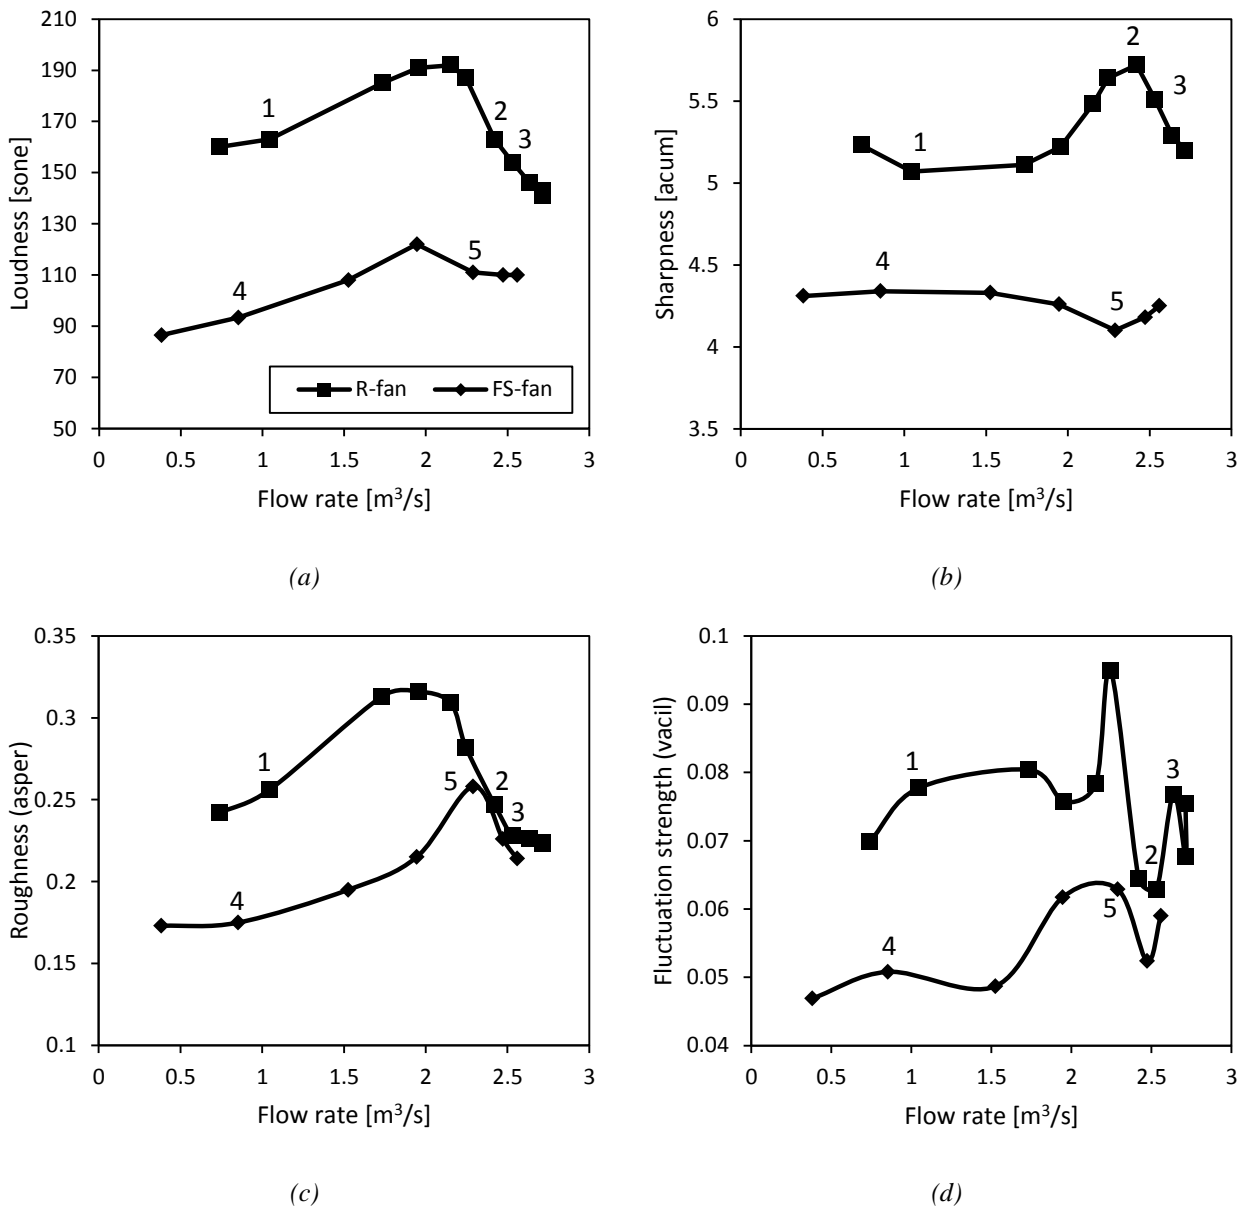 210
190
170
150
130
110
90
70
50
Loudness [sone]
1
2
3
4
5
R-fan FS-fan
0 0.5 1 1.5 2 2.5 3
Flow rate [m³/s]
(a)
6
5.5
5
4.5
4
3.5
Sharpness [acum]
1
2
3
4
5
0 0.5 1 1.5 2 2.5 3
Flow rate [m³/s]
(b)
0.35
0.3
0.25
0.2
0.15
0.1
Roughness (asper)
1
5
2
3
4
0 0.5 1 1.5 2 2.5 3
Flow rate [m³/s]
(c)
0.1
0.09
0.08
0.07
0.06
0.05
0.04
Fluctuation strength (vacil)
1
3
2
5
4
0 0.5 1 1.5 2 2.5 3
Flow rate [m³/s]
(d)